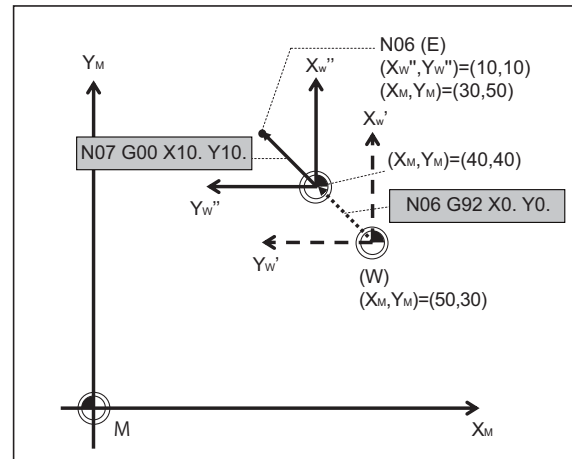 N06 (E)
(Xw'',Yw'')=(10,10)
(XM,YM)=(30,50)
YM
Xw''
Xw'
N07 G00 X10. Y10.
(XM,YM)=(40,40)
Yw''
N06 G92 X0. Y0.
Yw'
(W)
(XM,YM)=(50,30)
M
XM